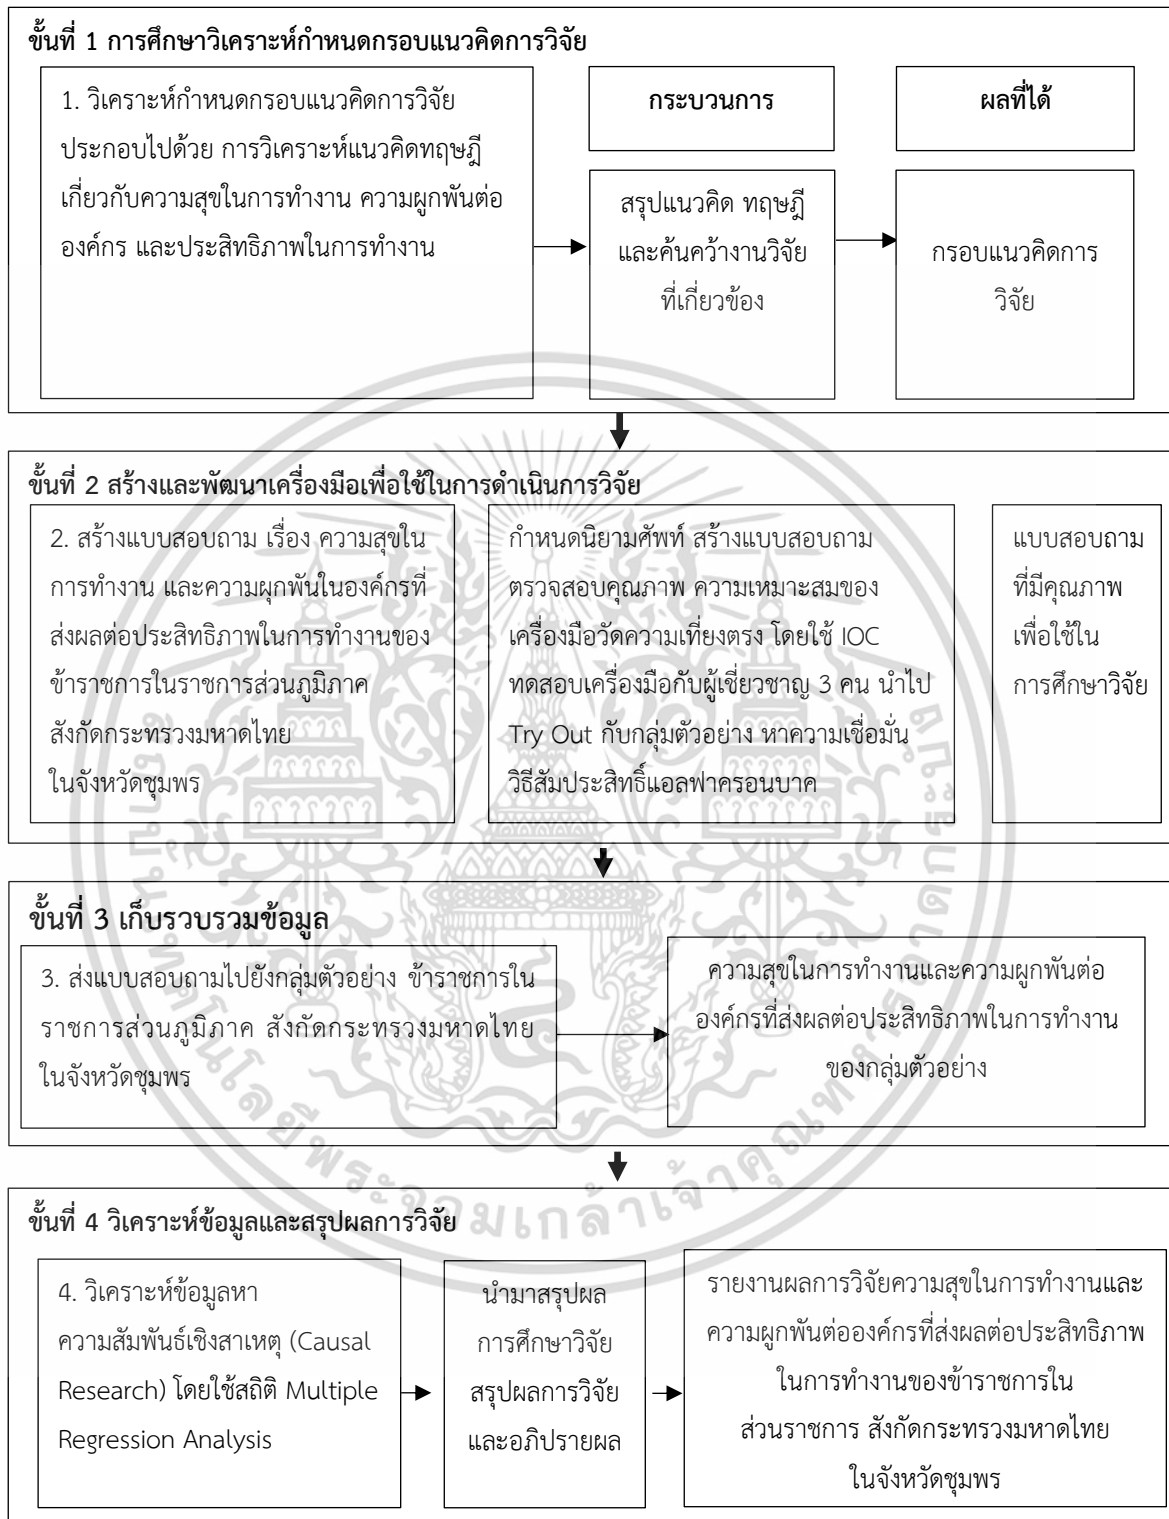 ขั้นที่ 1 การศึกษาวิเคราะห์กำหนดกรอบแนวคิดการวิจัย
1. วิเคราะห์กำหนดกรอบแนวคิดการวิจัย
ประกอบไปด้วย การวิเคราะห์แนวคิดทฤษฎี
เกี่ยวกับความสุขในการทำงาน ความผูกพันต่อ
องค์กร และประสิทธิภาพในการทำงาน
กระบวนการ
สรุปแนวคิด ทฤษฎี
และค้นคว้างานวิจัย
ที่เกี่ยวข้อง
ผลที่ได้
กรอบแนวคิดการ
วิจัย
ขั้นที่ 2 สร้างและพัฒนาเครื่องมือเพื่อใช้ในการดำเนินการวิจัย
2. สร้างแบบสอบถาม เรื่อง ความสุขใน
การทำงาน และความผูกพันในองค์กรที่
ส่งผลต่อประสิทธิภาพในการทำงานของ
ข้าราชการในราชการส่วนภูมิภาค
สังกัดกระทรวงมหาดไทย
ในจังหวัดชุมพร
กำหนดนิยามศัพท์ สร้างแบบสอบถาม
ตรวจสอบคุณภาพ ความเหมาะสมของ
เครื่องมือวัดความเที่ยงตรง โดยใช้ IOC
ทดสอบเครื่องมือกับผู้เชี่ยวชาญ 3 คน นำไป
Try Out กับกลุ่มตัวอย่าง หาความเชื่อมั่น
วิธีสัมประสิทธิ์แอลฟาครอนบาค
แบบสอบถาม
ที่มีคุณภาพ
เพื่อใช้ใน
การศึกษาวิจัย
ขั้นที่ 3 เก็บรวบรวมข้อมูล
3. ส่งแบบสอบถามไปยังกลุ่มตัวอย่าง ข้าราชการใน
ราชการส่วนภูมิภาค สังกัดกระทรวงมหาดไทย
ในจังหวัดชุมพร
ความสุขในการทำงานและความผูกพันต่อ
องค์กรที่ส่งผลต่อประสิทธิภาพในการทำงาน
ของกลุ่มตัวอย่าง
ขั้นที่ 4 วิเคราะห์ข้อมูลและสรุปผลการวิจัย
4. วิเคราะห์ข้อมูลหา
ความสัมพันธ์เชิงสาเหตุ (Causal
Research) โดยใช้สถิติ Multiple
Regression Analysis
นำมาสรุปผล
การศึกษาวิจัย
สรุปผลการวิจัย
และอภิปรายผล
รายงานผลการวิจัยความสุขในการทำงานและ
ความผูกพันต่อองค์กรที่ส่งผลต่อประสิทธิภาพ
ในการทำงานของข้าราชการใน
ส่วนราชการ สังกัดกระทรวงมหาดไทย
ในจังหวัดชุมพร
สถาบันเทคโนโลยีพระจอมเกล้าเจ้าคุณทหารลาดกระบัง